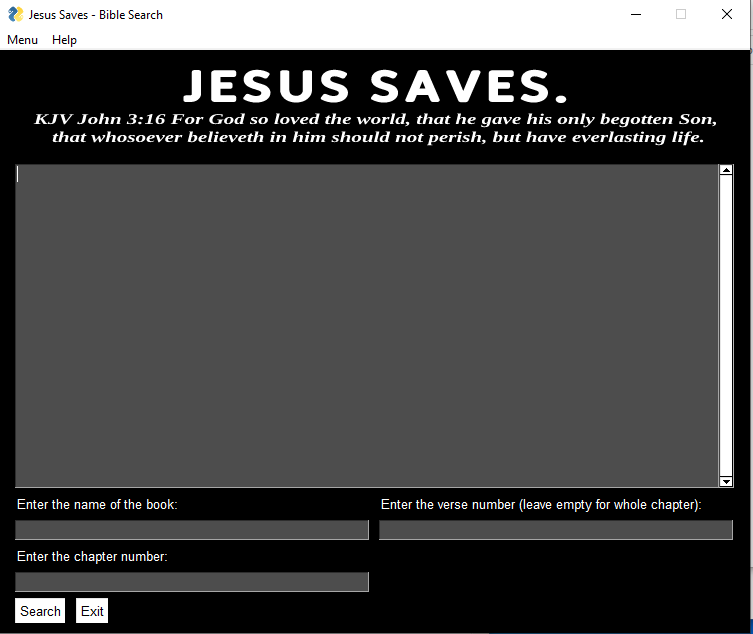 Jesus Saves - Bible Search
Menu Help
JESUS SAVES.
KJV John 3:16 For God so loved the world, that he gave his only begotten Son,
that whosoever believeth in him should not perish, but have everlasting life.
Enter the name of the book:
Enter the verse number (leave empty for whole chapter):
Enter the chapter number:
Search Exit